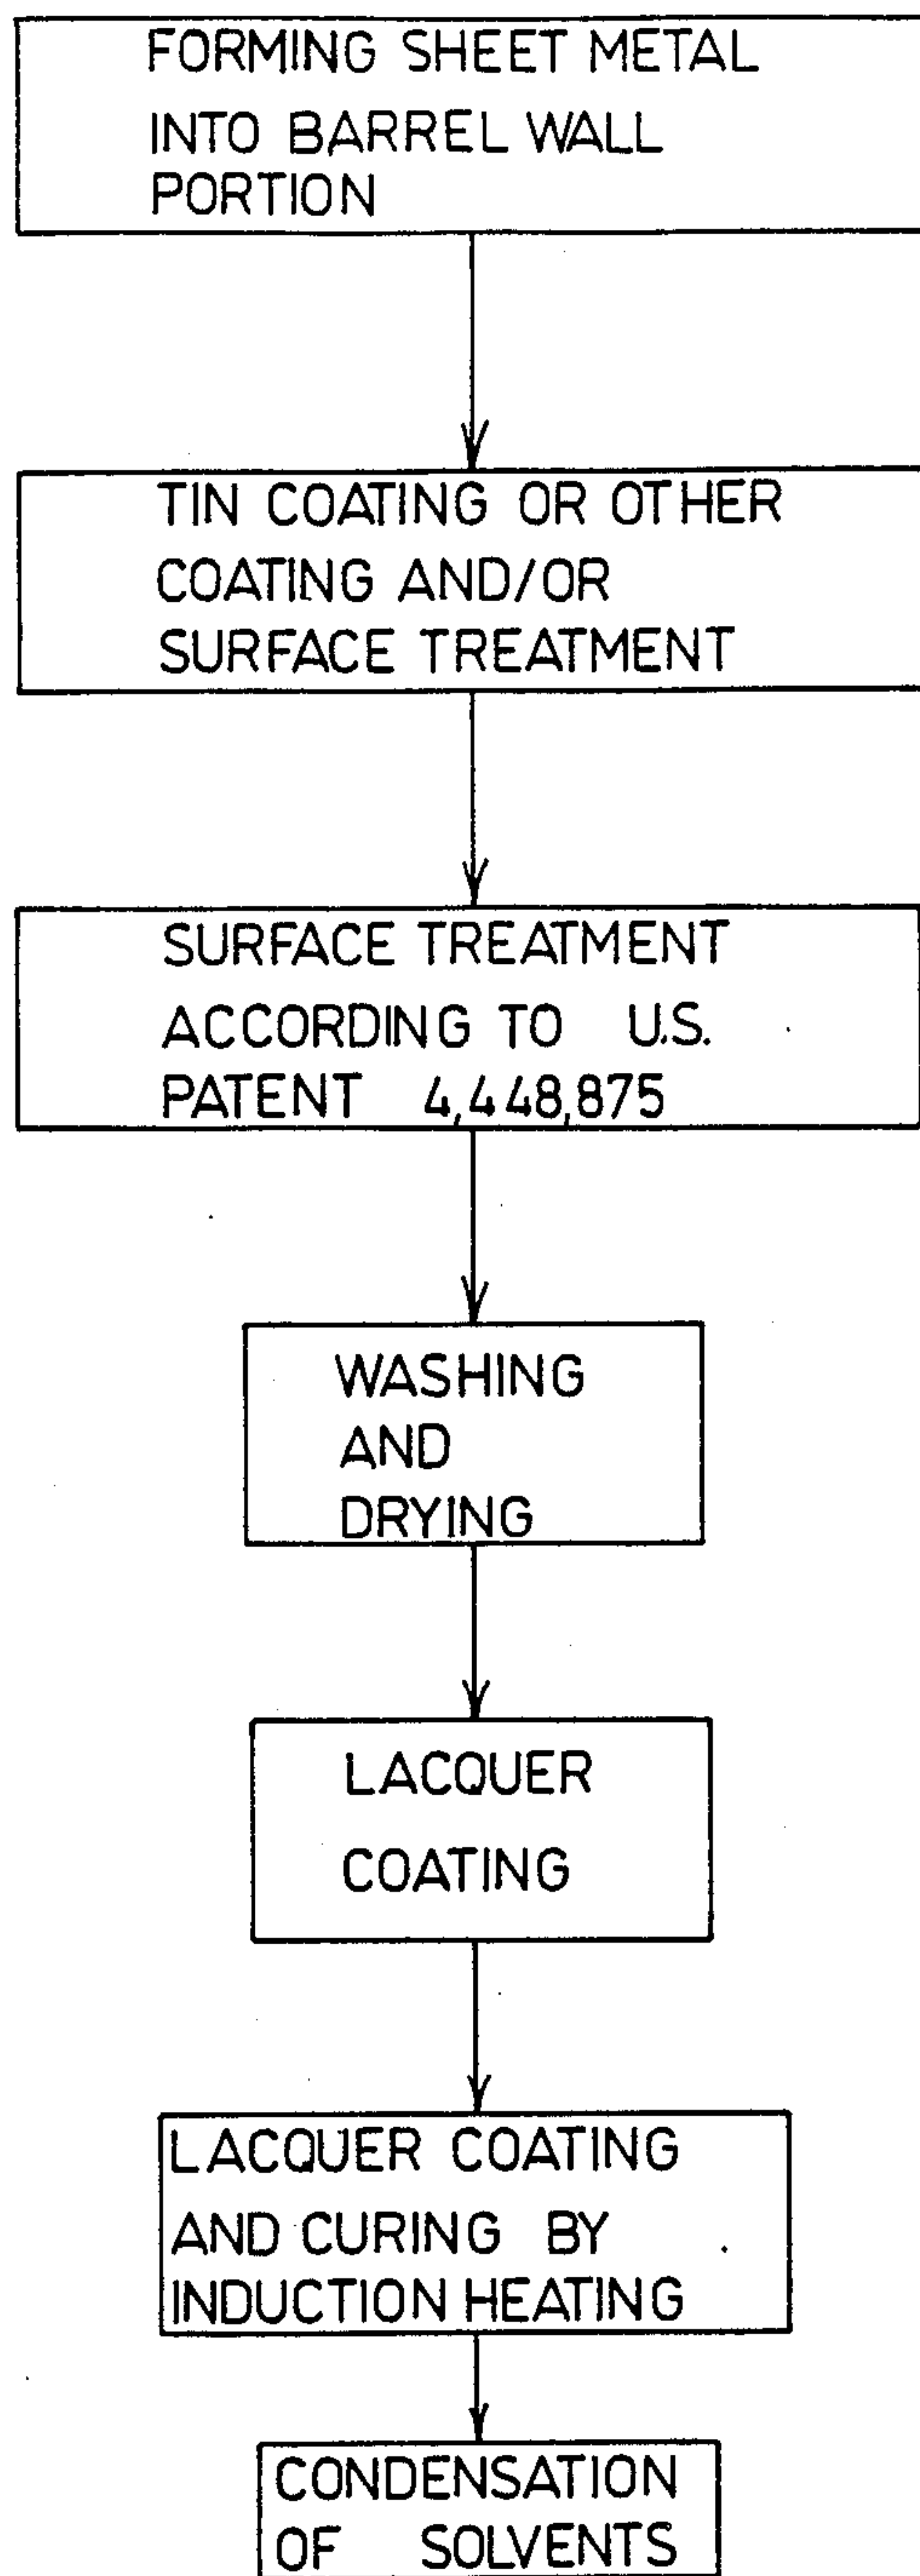 FORMING SHEET METAL
INTO BARREL WALL
PORTION
TIN COATING OR OTHER
COATING AND/OR
SURFACE TREATMENT
SURFACE TREATMENT
ACCORDING TO U.S.
PATENT 4,448,875
WASHING
AND
DRYING
LACQUER
COATING
LACQUER COATING
AND CURING BY
INDUCTION HEATING
CONDENSATION
OF SOLVENTS